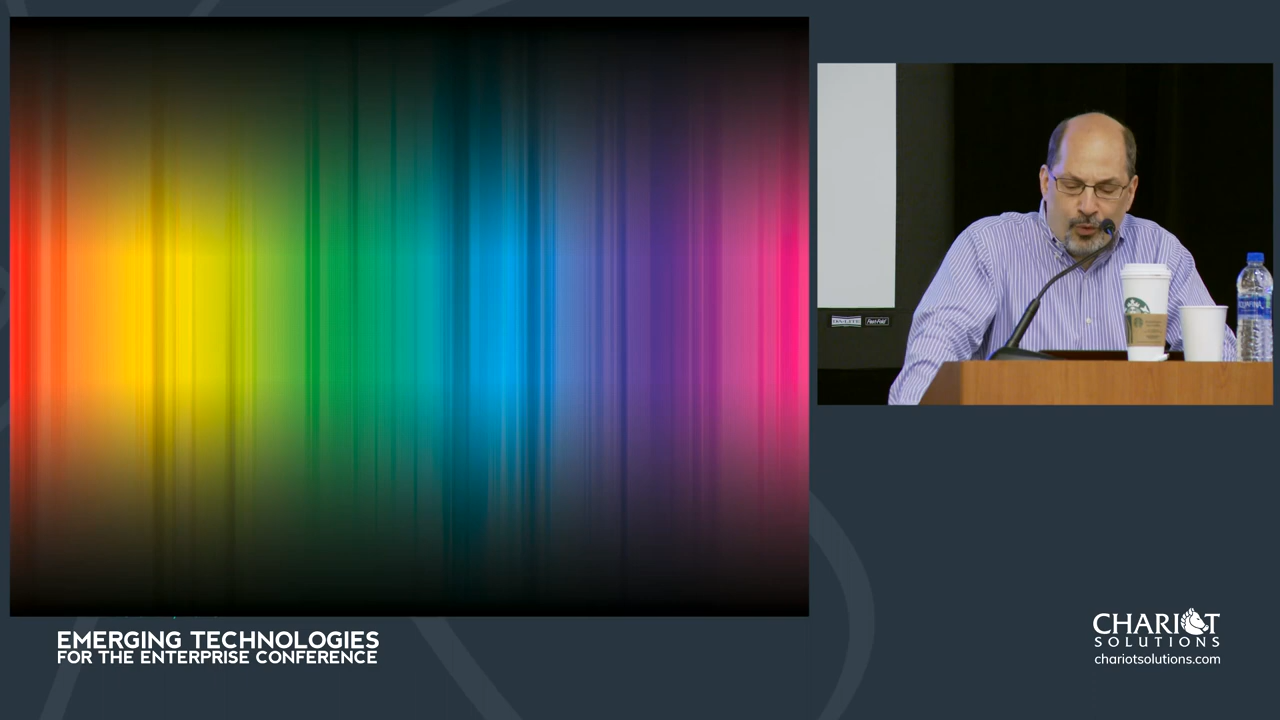 EMERGING TECHNOLOGIES
FOR THE ENTERPRISE CONFERENCE
CHARIOT
SOLUTIONS
chariotsolutions.com